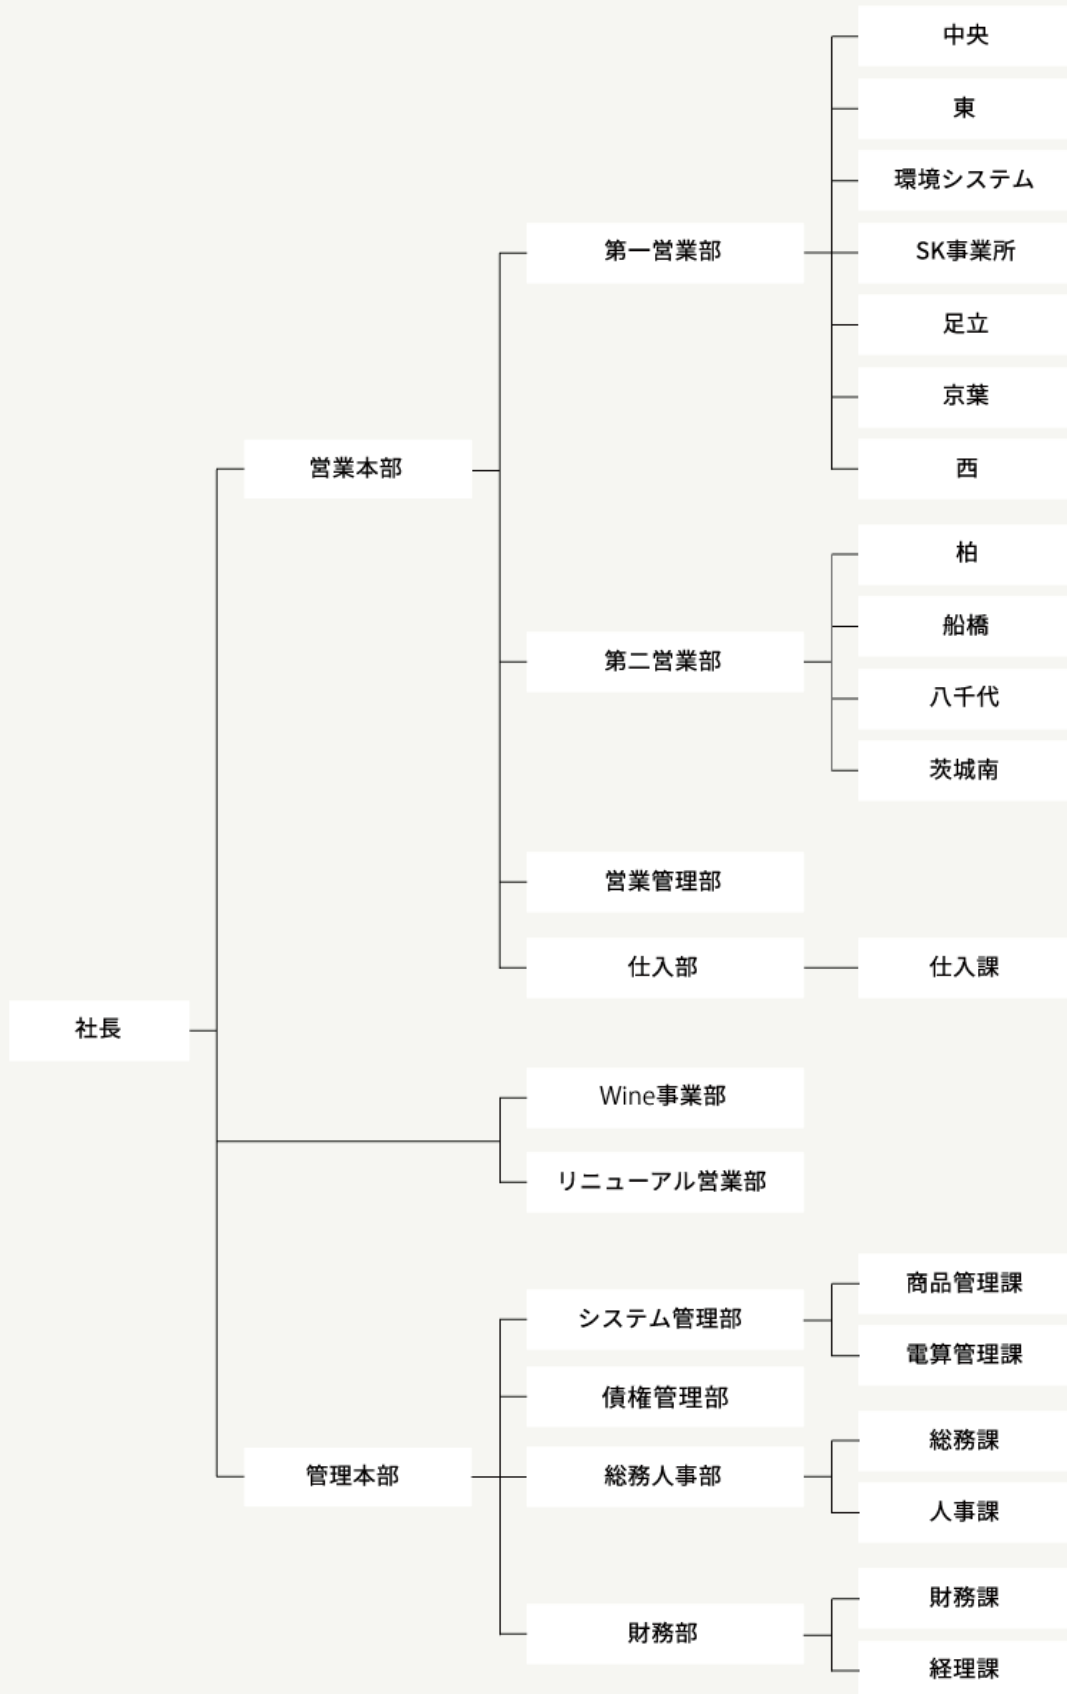 社長
営業本部
第一営業部
中央
東
環境システム
SK事業所
足立
京葉
西
第二営業部
柏
船橋
八千代
茨城南
営業管理部
仕入部
仕入課
Wine事業部
リニューアル営業部
管理本部
システム管理部
商品管理課
電算管理課
債権管理部
総務人事部
総務課
人事課
財務部
財務課
経理課